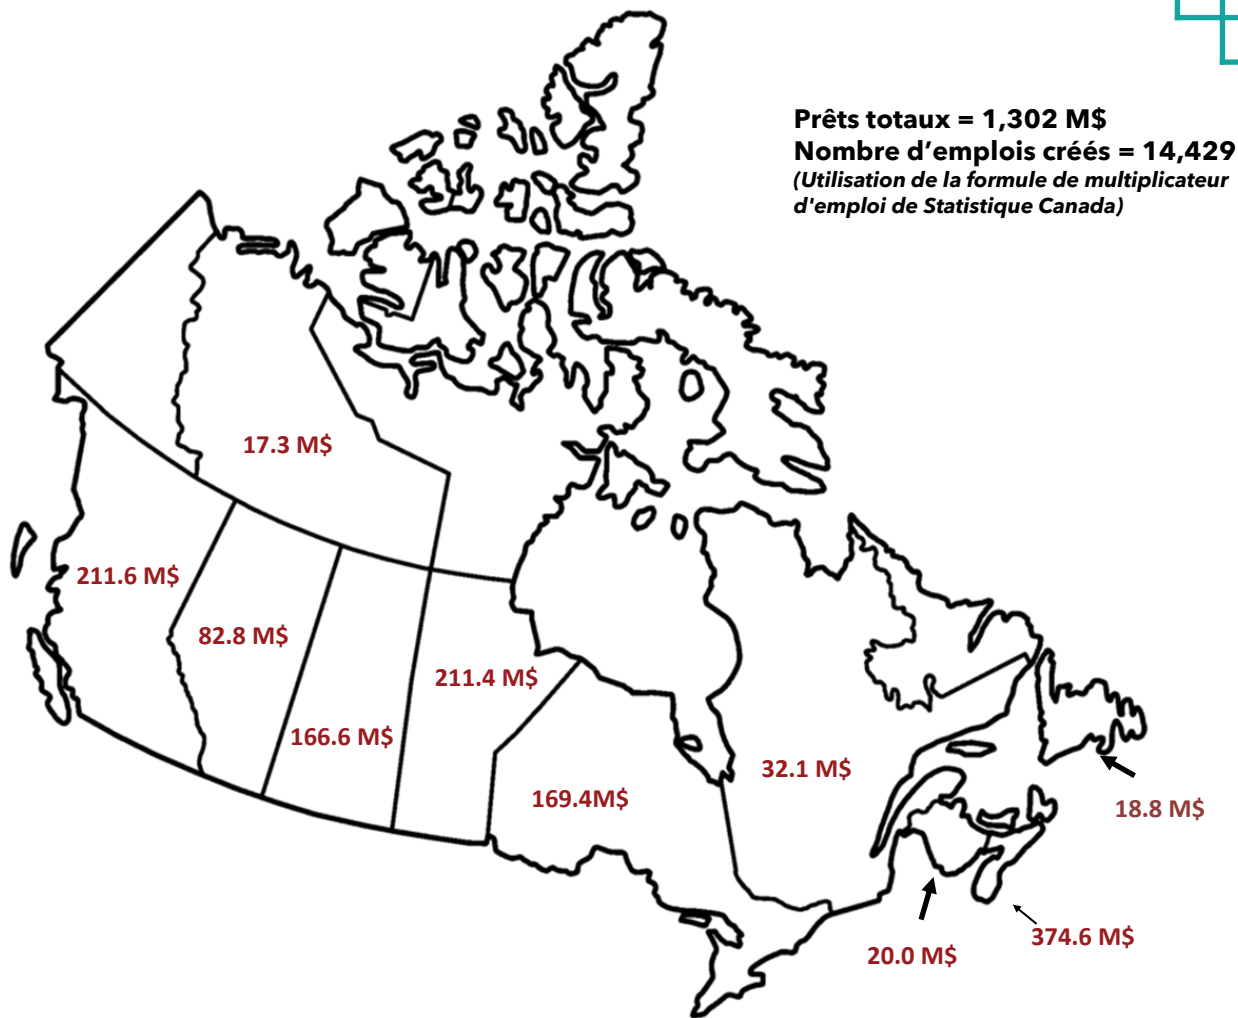 Prêts totaux = 1,302 M$
Nombre d’emplois créés = 14,429
(Utilisation de la formule de multiplicateur
d'emploi de Statistique Canada)
17.3 M$
211.6 M$
82.8 M$
211.4 M$
166.6 M$
32.1 M$
169.4M$
18.8 M$
374.6 M$
20.0 M$